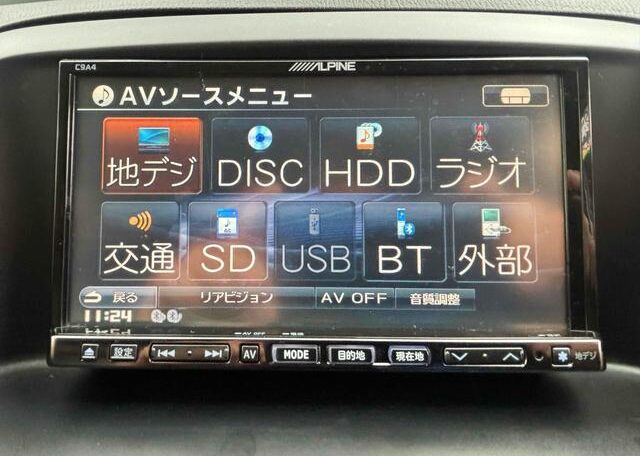 C9A4
ALPINE
AVソースメニュー
地デジ DISC HDD ラジオ
交通 SD USB BT 外部
戻る リアビジョン AV OFF 音質調整
11:24
設定 AV MODE 目的地 現在地 地デジ